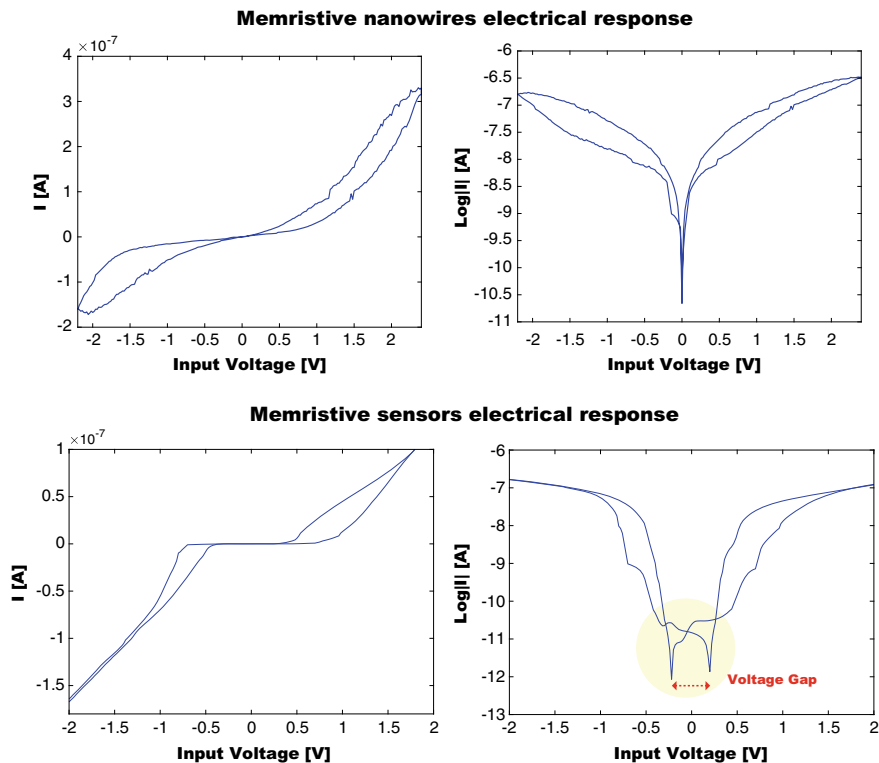 Memristive nanowires electrical response
×10⁻⁷
4
3
2
1
0
-1
-2
I [A]
-2 -1.5 -1 -0.5 0 0.5 1 1.5 2
Input Voltage [V]
-6
-6.5
-7
-7.5
-8
-8.5
-9
-9.5
-10
-10.5
-11
Log|I| [A]
-2 -1.5 -1 -0.5 0 0.5 1 1.5 2
Input Voltage [V]
Memristive sensors electrical response
×10⁻⁷
1
0.5
0
-0.5
-1
-1.5
I [A]
-2 -1.5 -1 -0.5 0 0.5 1 1.5 2
Input Voltage [V]
-6
-7
-8
-9
-10
-11
-12
-13
Log|I| [A]
Voltage Gap
-2 -1.5 -1 -0.5 0 0.5 1 1.5 2
Input Voltage [V]